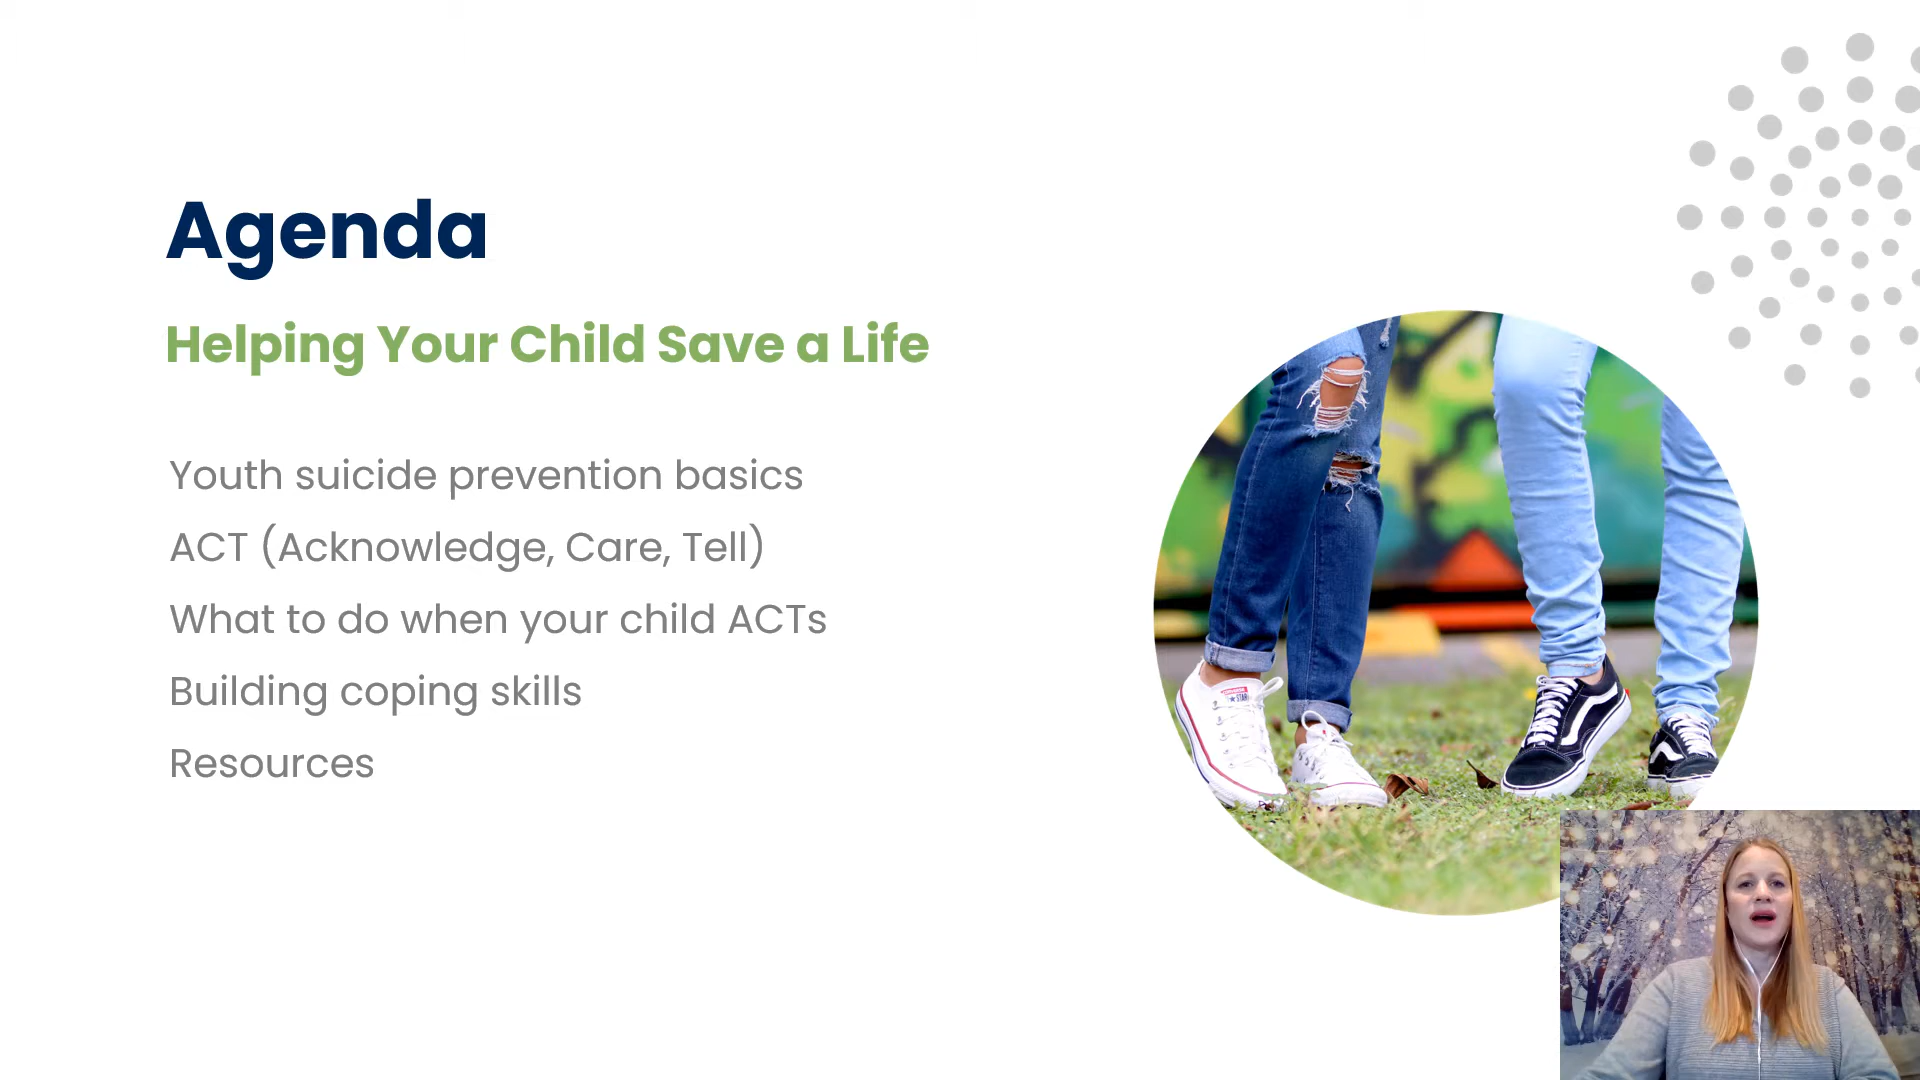 Agenda
Helping Your Child Save a Life
Youth suicide prevention basics
ACT (Acknowledge, Care, Tell)
What to do when your child ACTs
Building coping skills
Resources